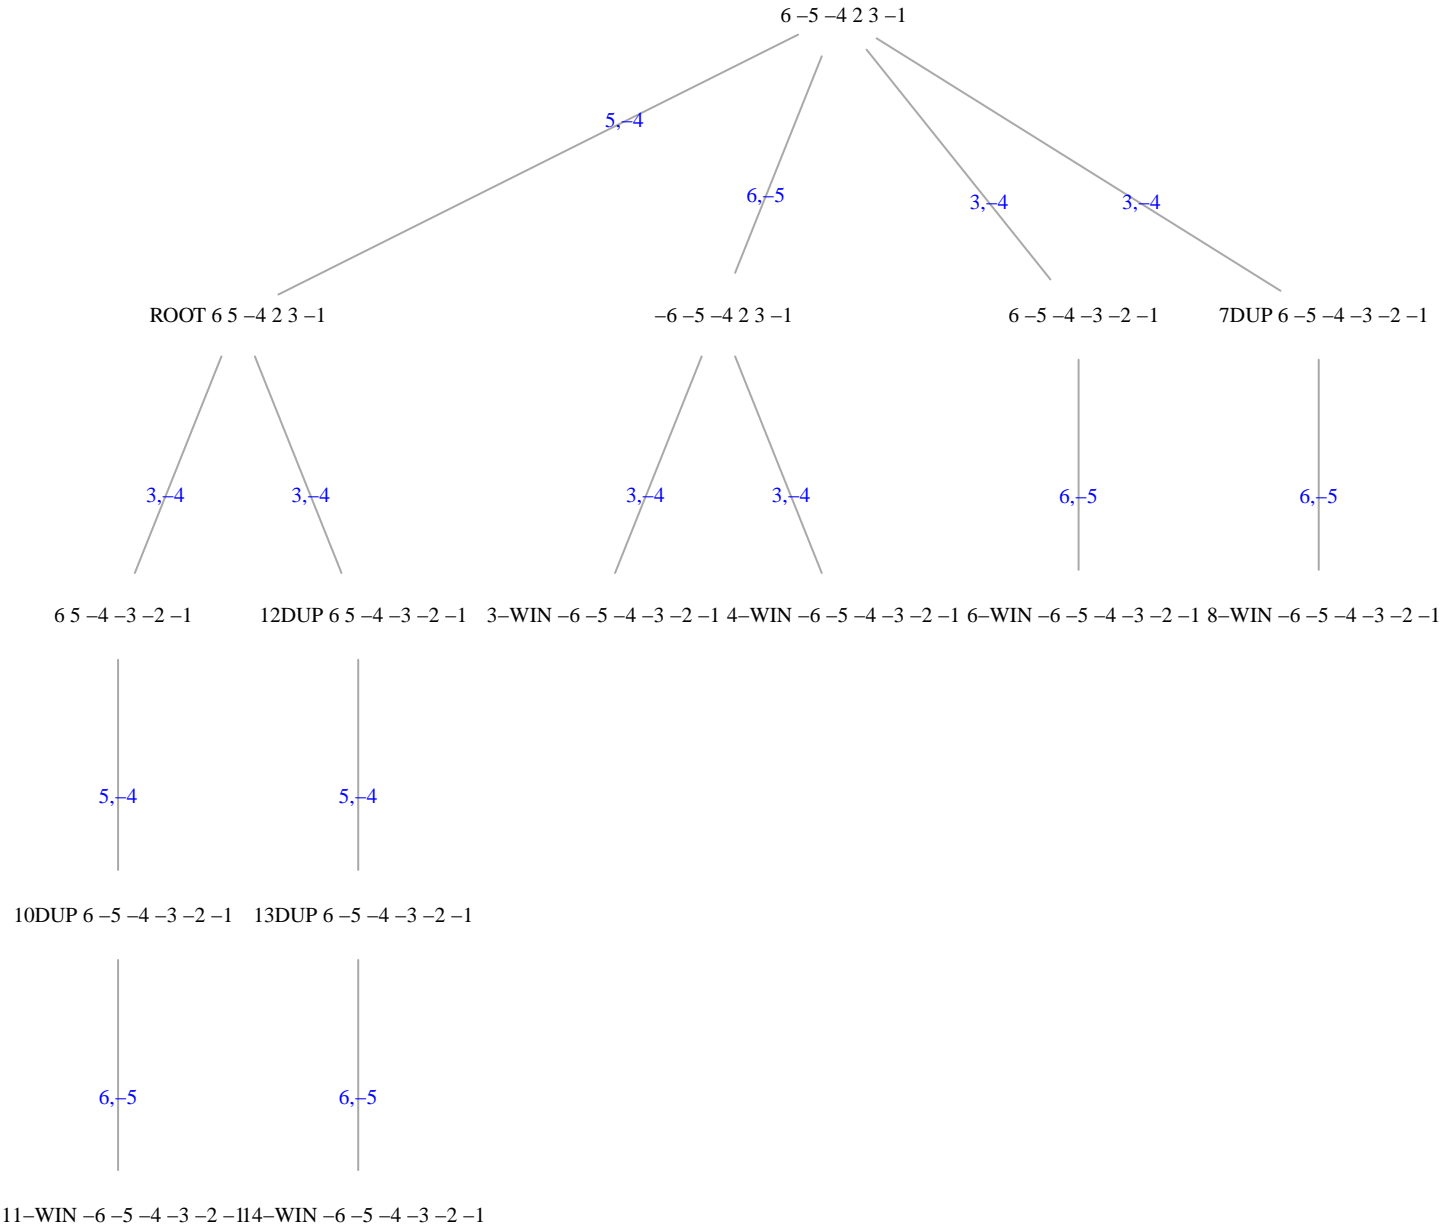 6 –5 –4 2 3 –1
5,–4
6,–5
3,–4
3,–4
ROOT 6 5 –4 2 3 –1
–6 –5 –4 2 3 –1
6 –5 –4 –3 –2 –1
7DUP 6 –5 –4 –3 –2 –1
3,–4
3,–4
3,–4
3,–4
6,–5
6,–5
6 5 –4 –3 –2 –1
12DUP 6 5 –4 –3 –2 –1
3–WIN –6 –5 –4 –3 –2 –1
4–WIN –6 –5 –4 –3 –2 –1
6–WIN –6 –5 –4 –3 –2 –1
8–WIN –6 –5 –4 –3 –2 –1
5,–4
5,–4
10DUP 6 –5 –4 –3 –2 –1
13DUP 6 –5 –4 –3 –2 –1
6,–5
6,–5
11–WIN –6 –5 –4 –3 –2 –1
14–WIN –6 –5 –4 –3 –2 –1